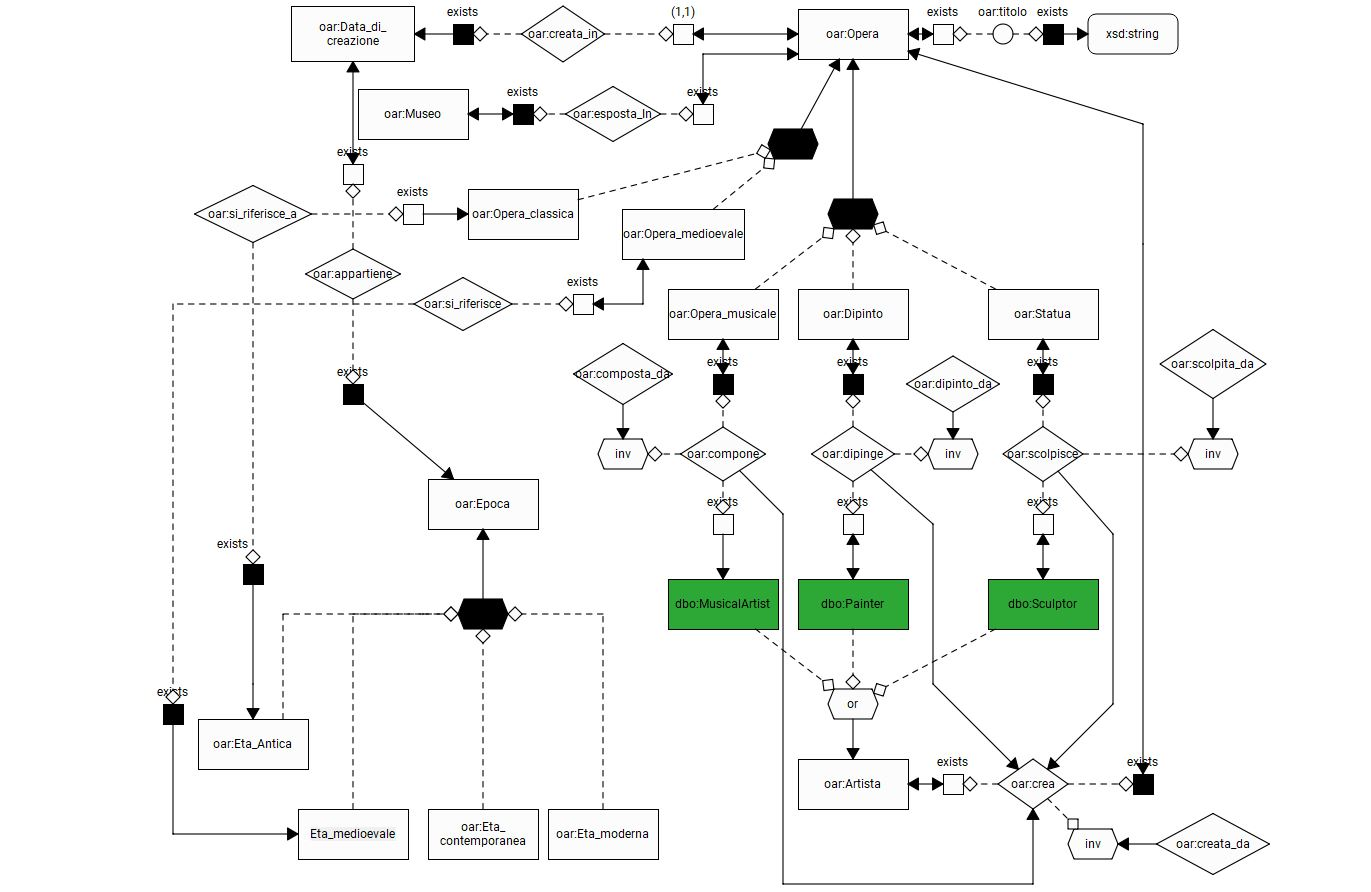 exists
(1,1)
exists
oar:titolo
exists
oar:Data_di_
creazione
oar:creata_in
oar:Opera
xsd:string
exists
exists
oar:Museo
oar:esposta_In
exists
exists
oar:si_riferisce_a
oar:Opera_classica
oar:Opera_medioevale
oar:appartiene
exists
oar:si_riferisce
oar:Opera_musicale
oar:Dipinto
oar:Statua
exists
exists
exists
exists
oar:composta_da
oar:dipinto_da
oar:scolpita_da
inv
oar:compone
oar:dipinge
inv
oar:scolpisce
inv
oar:Epoca
exists
exists
exists
exists
dbo:MusicalArtist
dbo:Painter
dbo:Sculptor
exists
or
oar:Eta_Antica
exists
exists
oar:Artista
oar:crea
Eta_medioevale
oar:Eta_
contemporanea
oar:Eta_moderna
inv
oar:creata_da